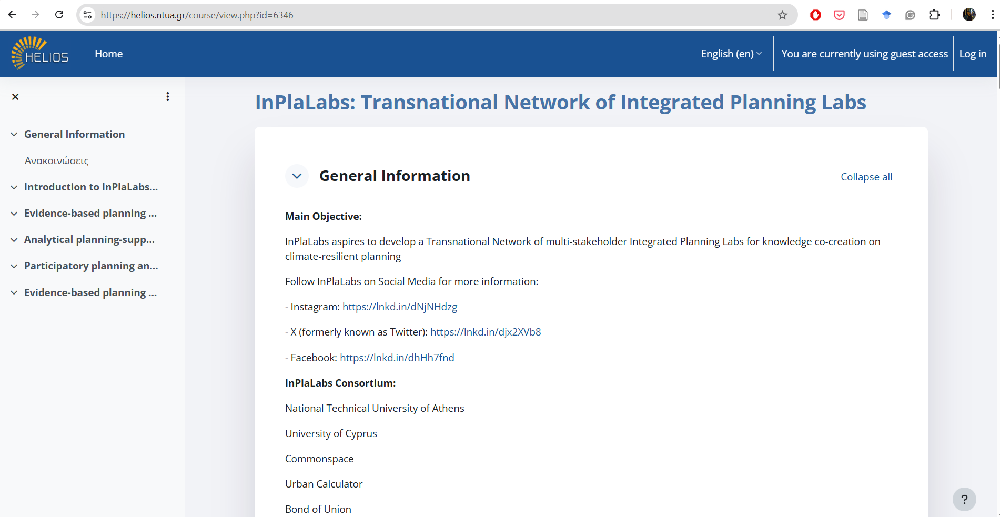 https://helios.ntua.gr/course/view.php?id=6346
HELIOS
Home
English (en)
You are currently using guest access
Log in
General Information
Ανακοινώσεις
Introduction to InPlaLabs...
Evidence-based planning ...
Analytical planning-supp...
Participatory planning an...
Evidence-based planning ...
InPlaLabs: Transnational Network of Integrated Planning Labs
General Information
Collapse all
Main Objective:
InPlaLabs aspires to develop a Transnational Network of multi-stakeholder Integrated Planning Labs for knowledge co-creation on
climate-resilient planning
Follow InPlaLabs on Social Media for more information:
- Instagram: https://lnkd.in/dNjNHdzg
- X (formerly known as Twitter): https://lnkd.in/djx2XVb8
- Facebook: https://lnkd.in/dhHh7fnd
InPlaLabs Consortium:
National Technical University of Athens
University of Cyprus
Commonspace
Urban Calculator
Bond of Union
?